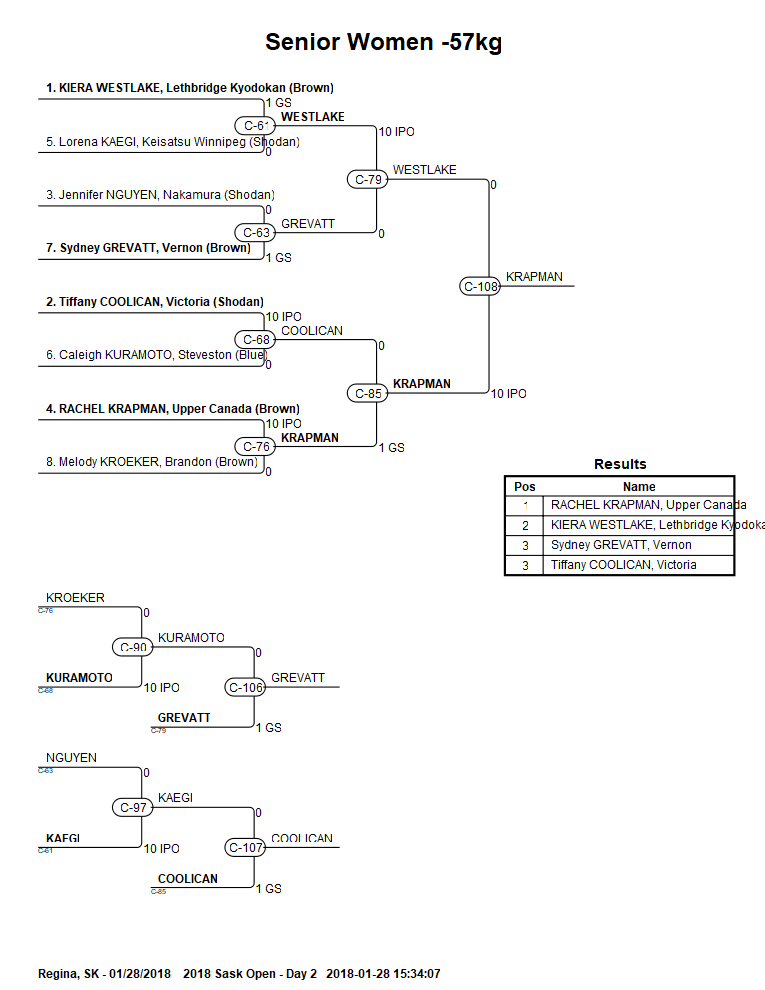 Senior Women -57kg
1. KIERA WESTLAKE, Lethbridge Kyodokan (Brown)
1 GS
WESTLAKE
C-61
10 IPO
5. Lorena KAEGI, Keisatsu Winnipeg (Shodan)
0
WESTLAKE
C-79
0
3. Jennifer NGUYEN, Nakamura (Shodan)
0
GREVATT
C-63
0
7. Sydney GREVATT, Vernon (Brown)
1 GS
KRAPMAN
C-108
2. Tiffany COOLICAN, Victoria (Shodan)
10 IPO
COOLICAN
C-68
0
6. Caleigh KURAMOTO, Steveston (Blue)
0
KRAPMAN
C-85
10 IPO
4. RACHEL KRAPMAN, Upper Canada (Brown)
10 IPO
KRAPMAN
C-76
1 GS
8. Melody KROEKER, Brandon (Brown)
0
Results
Pos Name
1 RACHEL KRAPMAN, Upper Canada
2 KIERA WESTLAKE, Lethbridge Kyodoka
3 Sydney GREVATT, Vernon
3 Tiffany COOLICAN, Victoria
KROEKER
C-76
0
KURAMOTO
C-90
0
KURAMOTO
C-68
10 IPO
GREVATT
C-106
GREVATT
C-79
1 GS
NGUYEN
C-63
0
KAEGI
C-97
0
KAEGI
C-61
10 IPO
COOLICAN
C-107
COOLICAN
C-85
1 GS
Regina, SK - 01/28/2018 2018 Sask Open - Day 2 2018-01-28 15:34:07